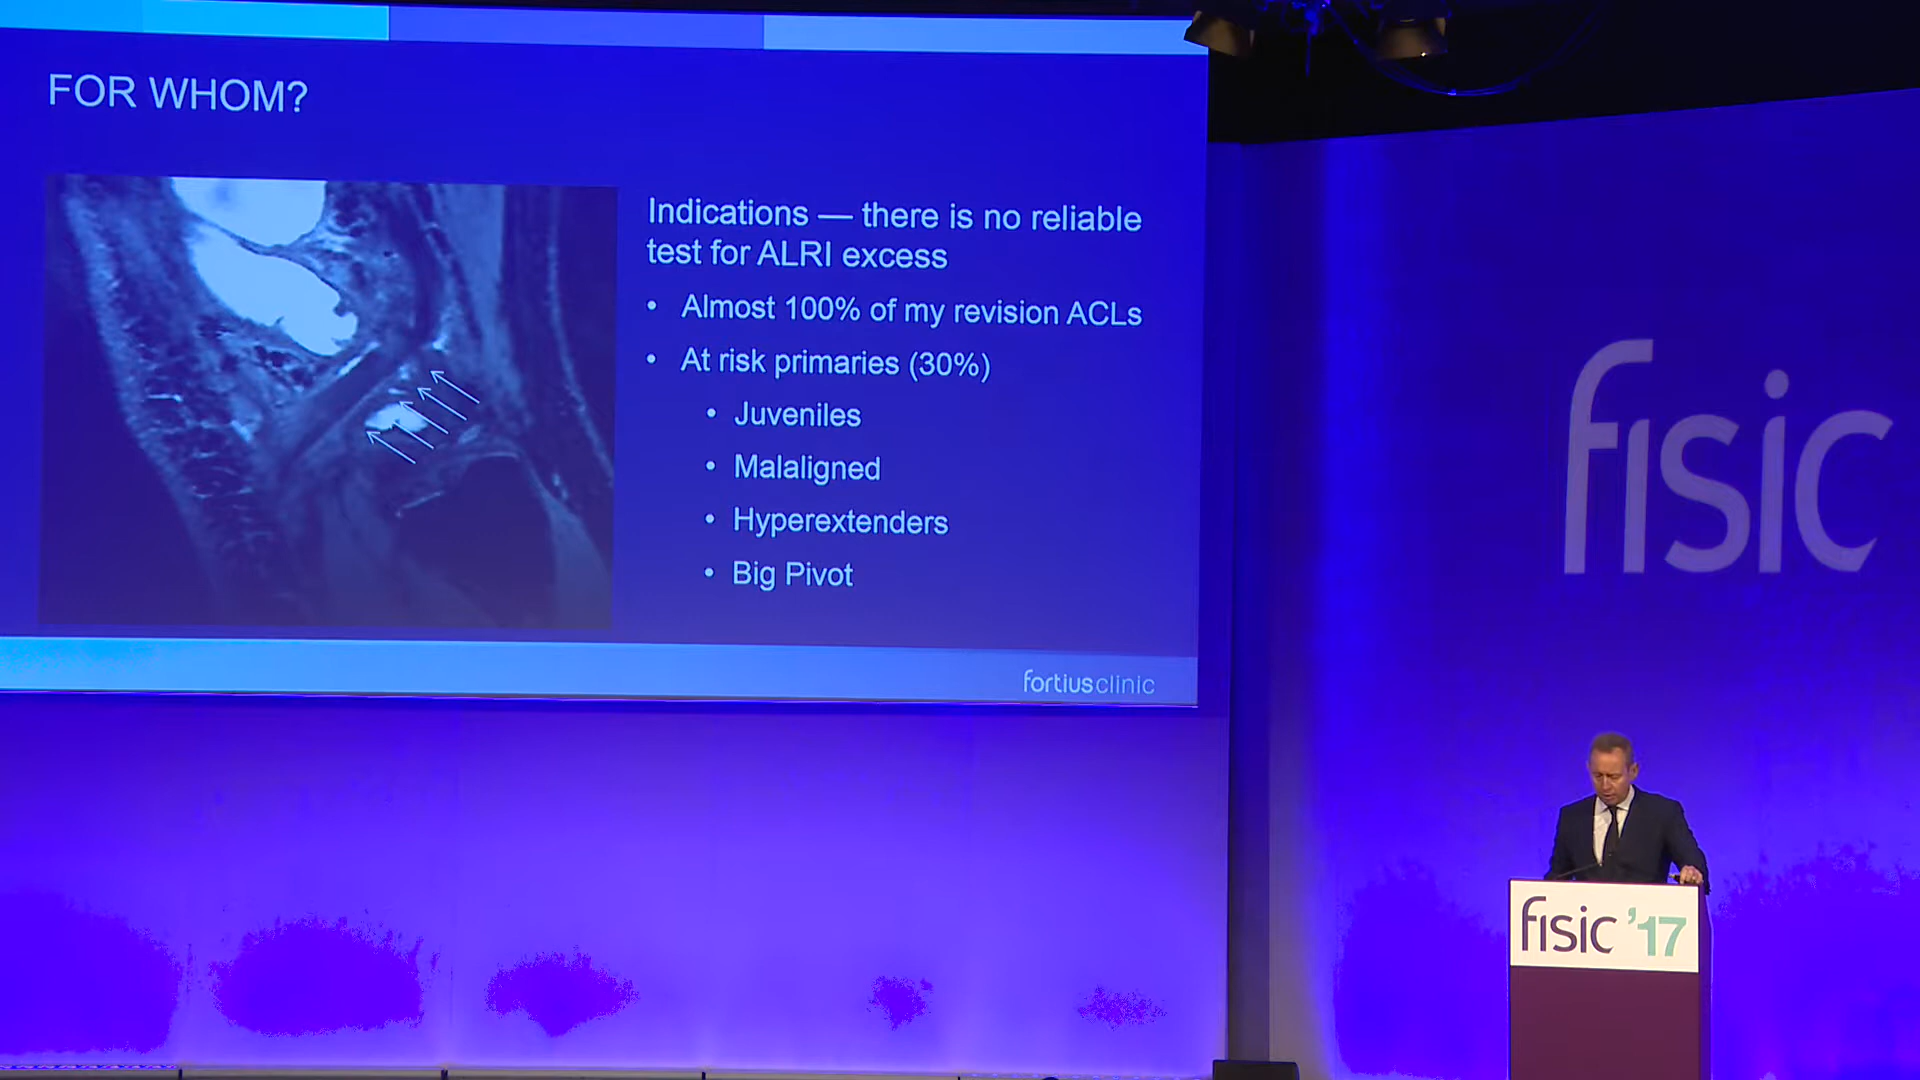 FOR WHOM?
Indications — there is no reliable
test for ALRI excess
• Almost 100% of my revision ACLs
• At risk primaries (30%)
• Juveniles
• Malaligned
• Hyperextenders
• Big Pivot
fortiusclinic
fisic
fisic '17